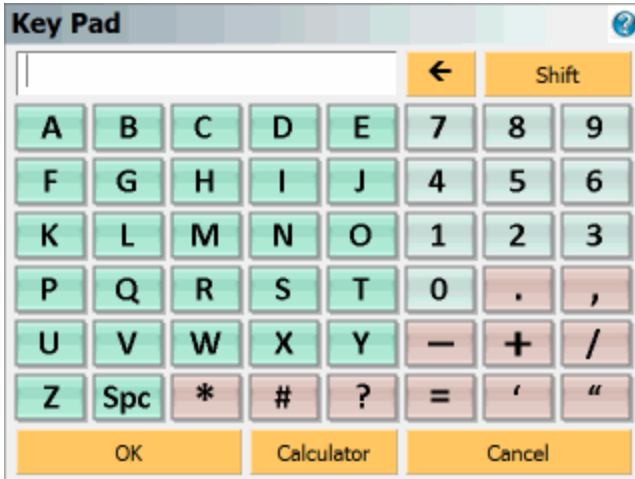 Key Pad ?
← Shift
A B C D E 7 8 9
F G H I J 4 5 6
K L M N O 1 2 3
P Q R S T 0 . ,
U V W X Y − + /
Z Spc * # ? = ‘ “
OK Calculator Cancel